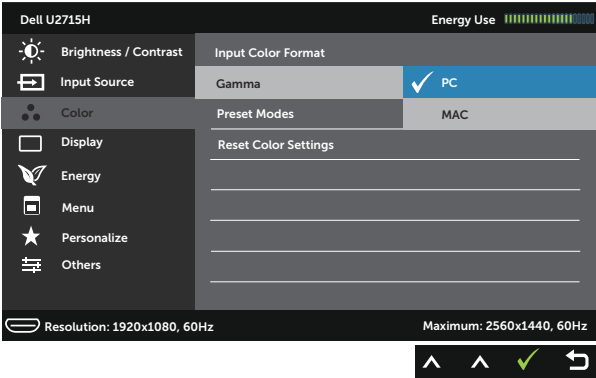 Dell U2715H Energy Use
Brightness / Contrast Input Color Format
Input Source Gamma PC
Color Preset Modes MAC
Display Reset Color Settings
Energy
Menu
Personalize
Others
Resolution: 1920x1080, 60Hz Maximum: 2560x1440, 60Hz